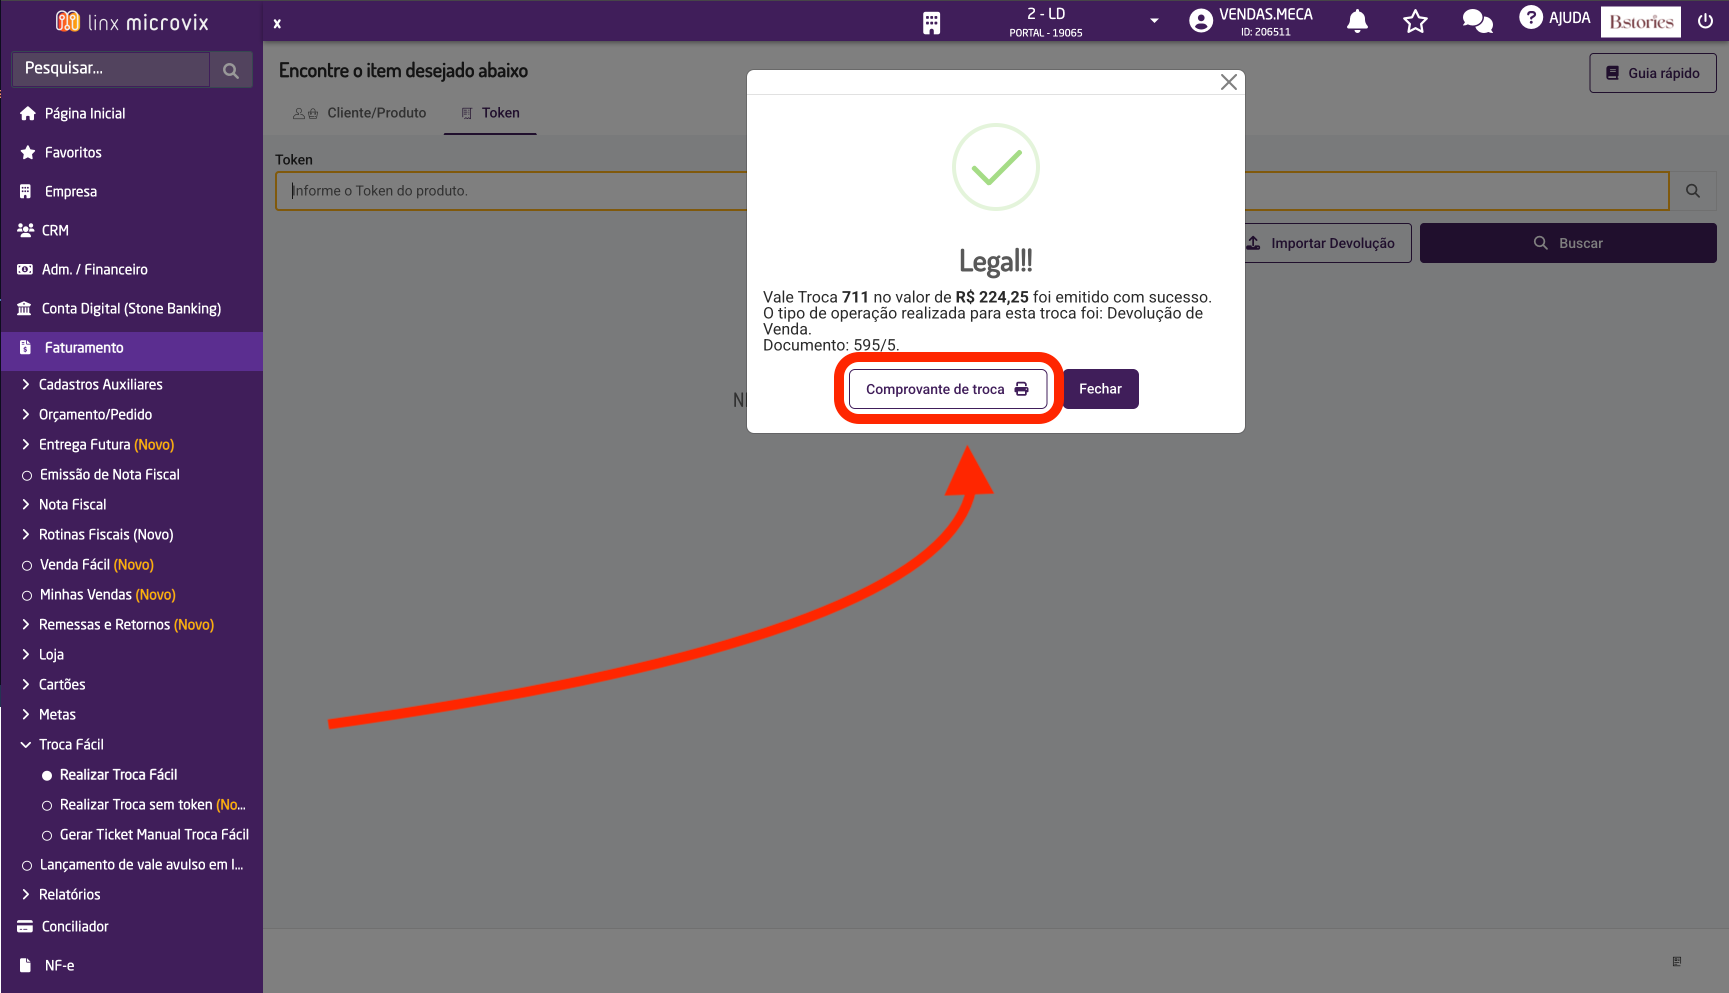 linx microvix
x
2 - LD
PORTAL - 19065
VENDAS.MECA
ID: 206511
AJUDA
Bstories
Pesquisar...
Página Inicial
Favoritos
Empresa
CRM
Adm. / Financeiro
Conta Digital (Stone Banking)
Faturamento
Cadastros Auxiliares
Orçamento/Pedido
Entrega Futura (Novo)
Emissão de Nota Fiscal
Nota Fiscal
Rotinas Fiscais (Novo)
Venda Fácil (Novo)
Minhas Vendas (Novo)
Remessas e Retornos (Novo)
Loja
Cartões
Metas
Troca Fácil
Realizar Troca Fácil
Realizar Troca sem token (No...
Gerar Ticket Manual Troca Fácil
Lançamento de vale avulso em l...
Relatórios
Conciliador
NF-e
Encontre o item desejado abaixo
Guia rápido
Cliente/Produto
Token
Token
Informe o Token do produto.
Importar Devolução
Buscar
Legal!!
Vale Troca 711 no valor de R$ 224,25 foi emitido com sucesso.
O tipo de operação realizada para esta troca foi: Devolução de
Venda.
Documento: 595/5.
Comprovante de troca
Fechar